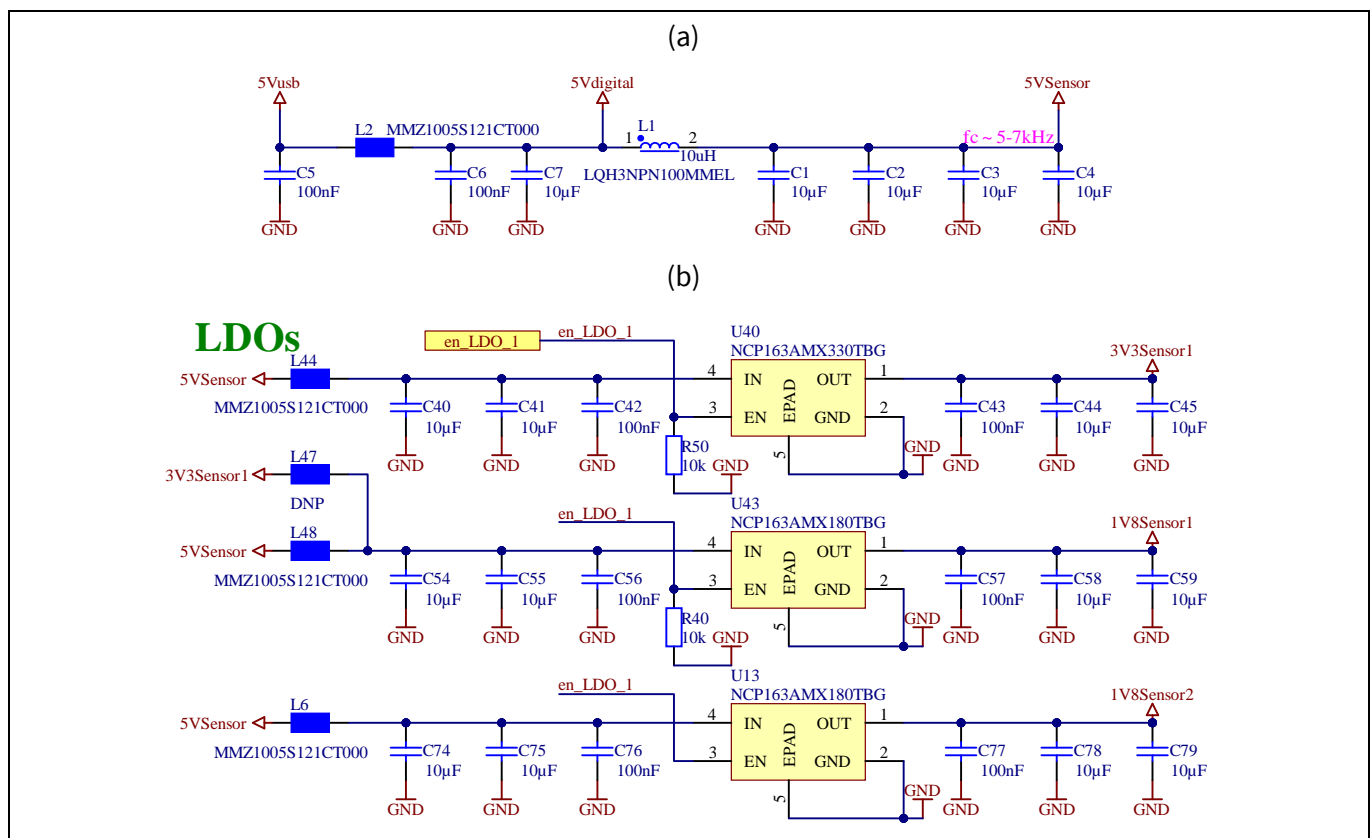 (a)
5Vusb
5Vdigital
5VSensor
L2 MMZ1005S121CT000
L1
1 2
10uH
LQH3NPN100MMEL
fc ~ 5-7kHz
C5
100nF
C6
100nF
C7
10µF
C1
10µF
C2
10µF
C3
10µF
C4
10µF
GND GND GND GND GND GND GND
(b)
LDOs
en_LDO_1 en_LDO_1
U40
NCP163AMX330TBG
3V3Sensor1
L44
5VSensor
MMZ1005S121CT000
4 IN OUT 1
3 EN GND 2
EPAD
5
C40
10µF
C41
10µF
C42
100nF
C43
100nF
C44
10µF
C45
10µF
GND GND GND GND GND GND GND
R50
10k
GND
L47
3V3Sensor1
DNP
en_LDO_1
U43
NCP163AMX180TBG
1V8Sensor1
L48
5VSensor
MMZ1005S121CT000
4 IN OUT 1
3 EN GND 2
EPAD
5
C54
10µF
C55
10µF
C56
100nF
C57
100nF
C58
10µF
C59
10µF
GND GND GND GND GND GND GND
R40
10k
GND
en_LDO_1
U13
NCP163AMX180TBG
1V8Sensor2
L6
5VSensor
MMZ1005S121CT000
4 IN OUT 1
3 EN GND 2
EPAD
5
C74
10µF
C75
10µF
C76
100nF
C77
100nF
C78
10µF
C79
10µF
GND GND GND GND GND GND GND